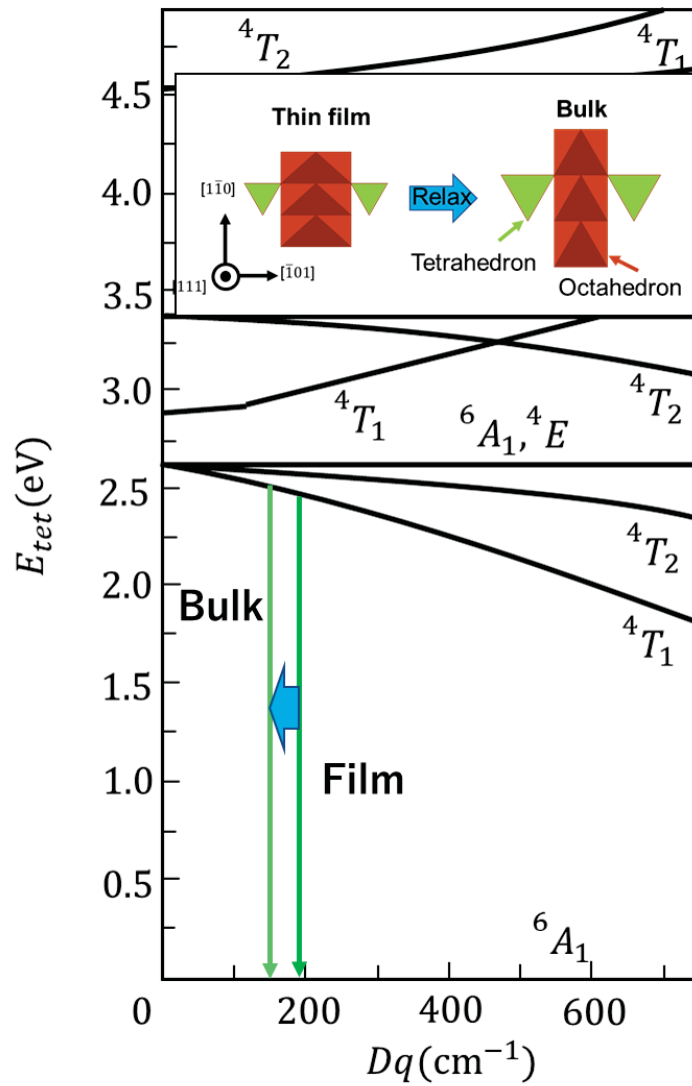 ⁴T₂
⁴T₁
4.5
Thin film
Bulk
[11̅0]
4.0
Relax
Tetrahedron
[111]
[1̅01]
Octahedron
3.5
3.0
⁴T₁
⁴T₂
⁶A₁,⁴E
2.5
⁴T₂
Bulk
2.0
⁴T₁
E_tet(eV)
1.5
Film
1.0
0.5
⁶A₁
0
200
400
600
Dq(cm⁻¹)